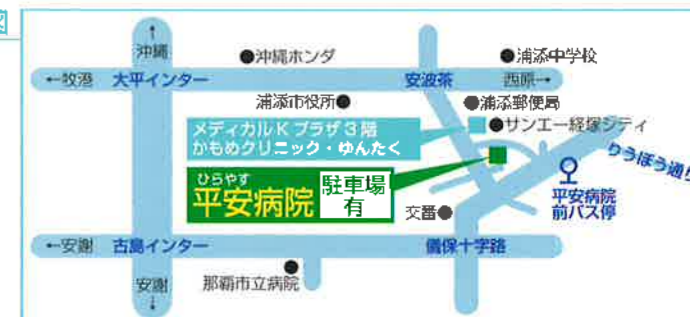 図
↑
沖縄
●沖縄ホンダ
●浦添中学校
←牧港
大平インター
安波茶
西原→
浦添市役所●
●浦添郵便局
メディカルKプラザ3階
かもめクリニック・ゆんたく
●サンエー経塚シティ
りうぼう通り
ひらやす
平安病院
駐車場
有
平安病院
前バス停
交番●
←安謝
古島インター
儀保十字路
安謝
↓
那覇市立病院